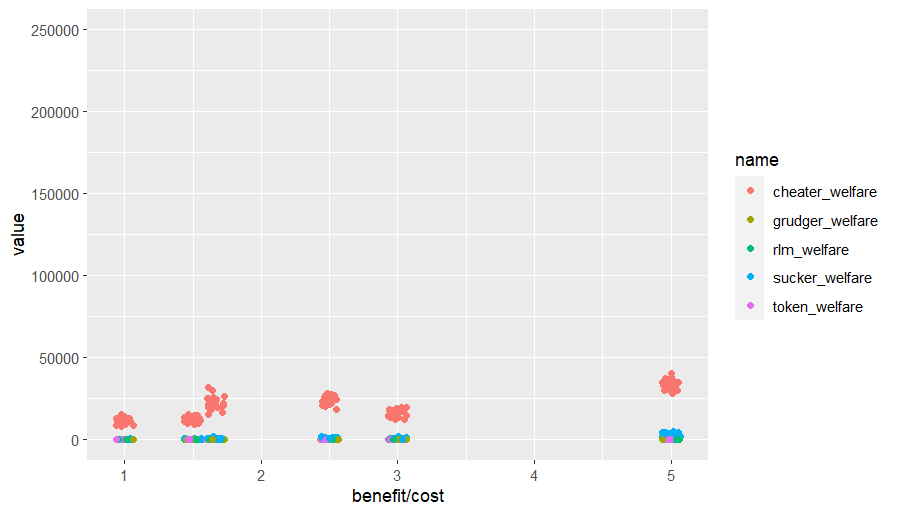 250000
200000
150000
100000
50000
0
value
1
2
3
4
5
benefit/cost
name
cheater_welfare
grudger_welfare
rlm_welfare
sucker_welfare
token_welfare